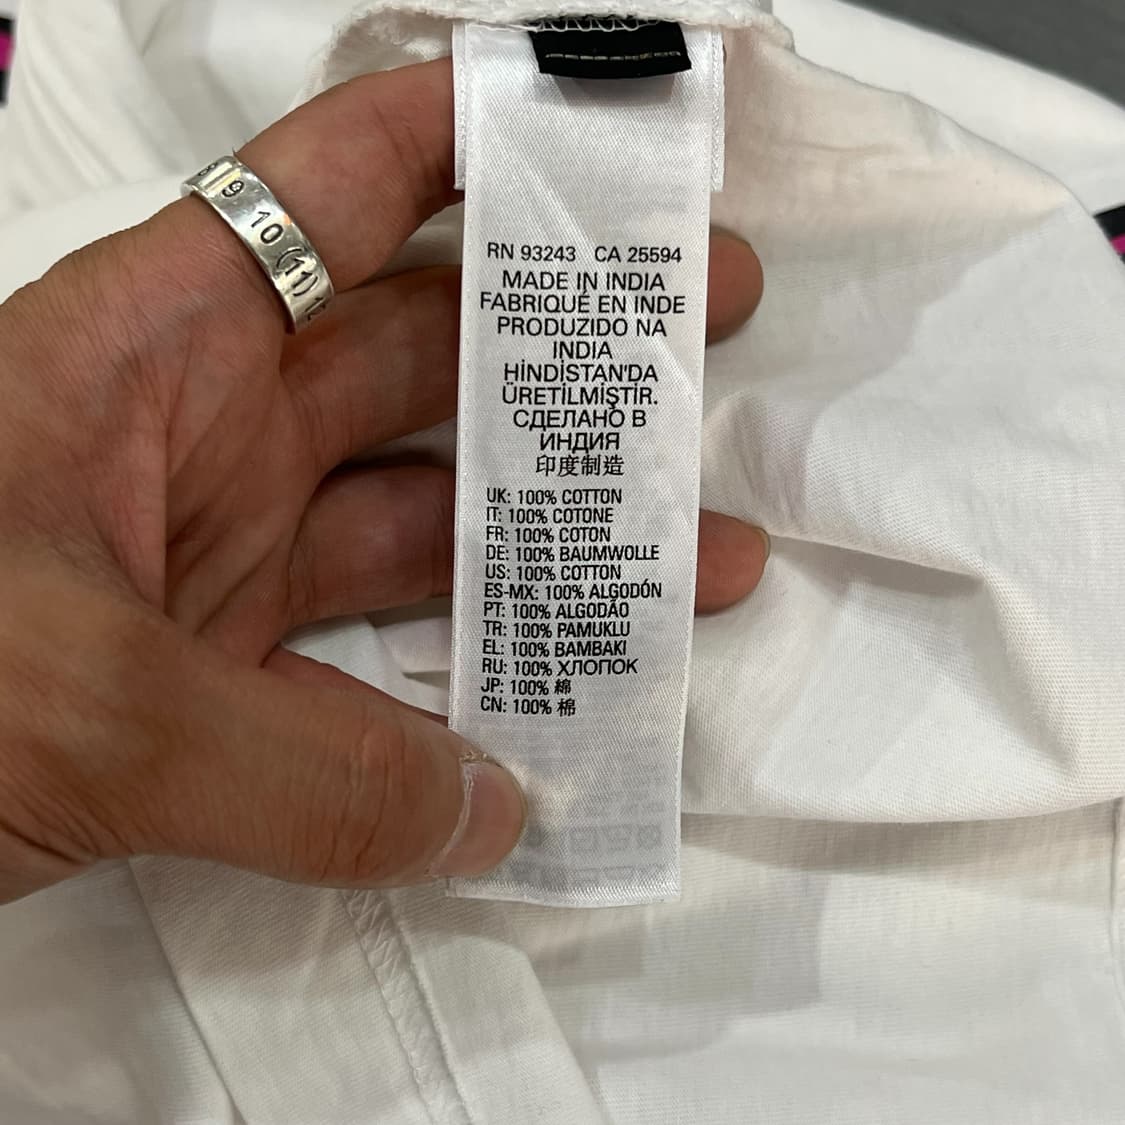 9 10 (11) 12
RN 93243 CA 25594
MADE IN INDIA
FABRIQUÉ EN INDE
PRODUZIDO NA
INDIA
HİNDİSTAN'DA
ÜRETİLMİŞTİR.
СДЕЛАНО В
ИНДИЯ
印度制造
UK: 100% COTTON
IT: 100% COTONE
FR: 100% COTON
DE: 100% BAUMWOLLE
US: 100% COTTON
ES-MX: 100% ALGODÓN
PT: 100% ALGODÃO
TR: 100% PAMUKLU
EL: 100% BAMBAKI
RU: 100% ХЛОПОК
JP: 100% 綿
CN: 100% 棉